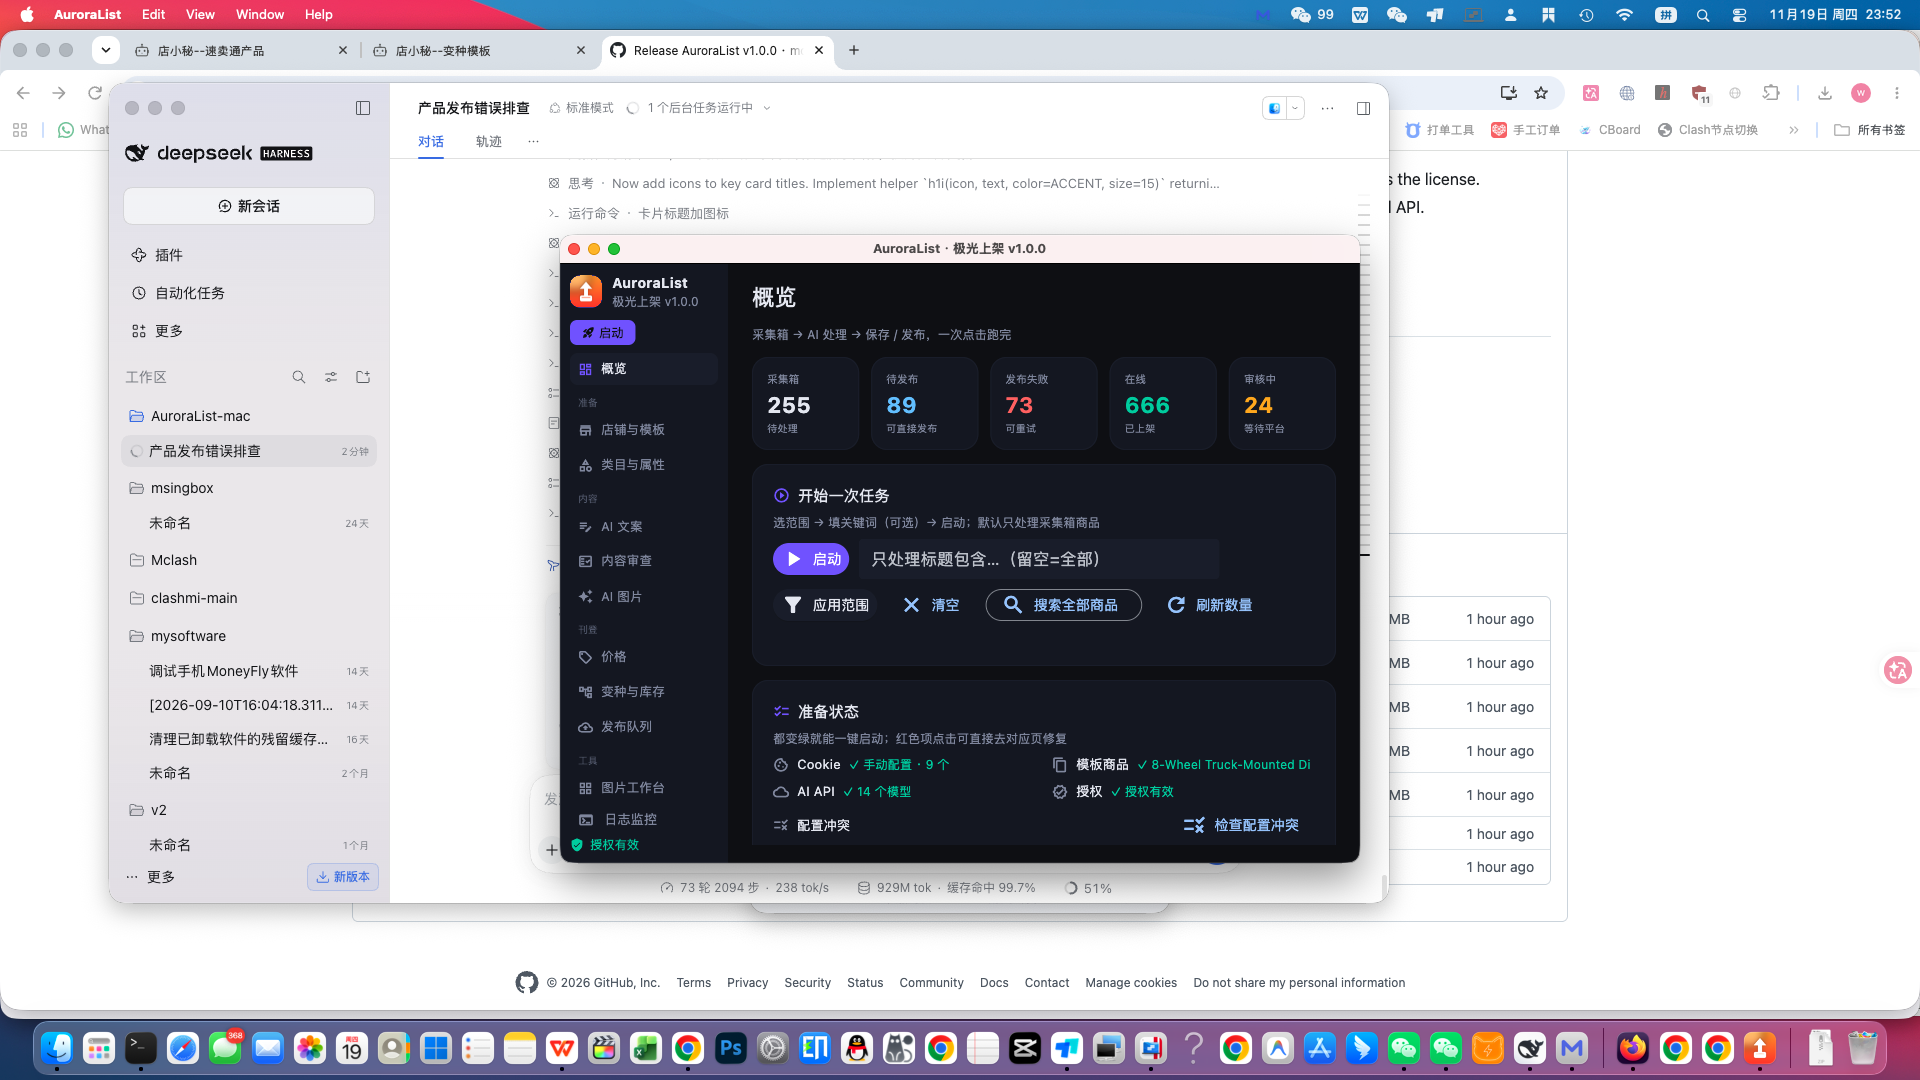 AuroraList Edit View Window Help
99
11月19日 周四 23:52
店小秘--速卖通产品
店小秘--变种模板
Release AuroraList v1.0.0 · m
11
W
What
打单工具
手工订单
CBoard
Clash节点切换
所有书签
deepseek HARNESS
新会话
插件
自动化任务
更多
工作区
AuroraList-mac
产品发布错误排查 2分钟
msingbox
未命名 24天
Mclash
clashmi-main
mysoftware
调试手机MoneyFly软件 14天
[2026-09-10T16:04:18.311... 14天
清理已卸载软件的残留缓存... 16天
未命名 2个月
v2
未命名 1个月
更多
新版本
产品发布错误排查 标准模式 1 个后台任务运行中
对话 轨迹 ...
思考 · Now add icons to key card titles. Implement helper `h1i(icon, text, color=ACCENT, size=15)` returni...
运行命令 · 卡片标题加图标
AuroraList · 极光上架 v1.0.0
AuroraList
极光上架 v1.0.0
启动
概览
准备
店铺与模板
类目与属性
内容
AI 文案
内容审查
AI 图片
刊登
价格
变种与库存
发布队列
工具
图片工作台
日志监控
授权有效
概览
采集箱 → AI 处理 → 保存 / 发布，一次点击跑完
采集箱
255
待处理
待发布
89
可直接发布
发布失败
73
可重试
在线
666
已上架
审核中
24
等待平台
开始一次任务
选范围 → 填关键词（可选）→ 启动；默认只处理采集箱商品
启动 只处理标题包含...（留空=全部）
应用范围 清空 搜索全部商品 刷新数量
准备状态
都变绿就能一键启动；红色项点击可直接去对应页修复
Cookie ✓ 手动配置 · 9 个
模板商品 ✓ 8-Wheel Truck-Mounted Di
AI API ✓ 14 个模型
授权 ✓ 授权有效
配置冲突 检查配置冲突
73 轮 2094 步 · 238 tok/s 929M tok · 缓存命中 99.7% 51%
s the license.
API.
MB 1 hour ago
MB 1 hour ago
MB 1 hour ago
MB 1 hour ago
MB 1 hour ago
1 hour ago
1 hour ago
© 2026 GitHub, Inc. Terms Privacy Security Status Community Docs Contact Manage cookies Do not share my personal information
368
19
Ps